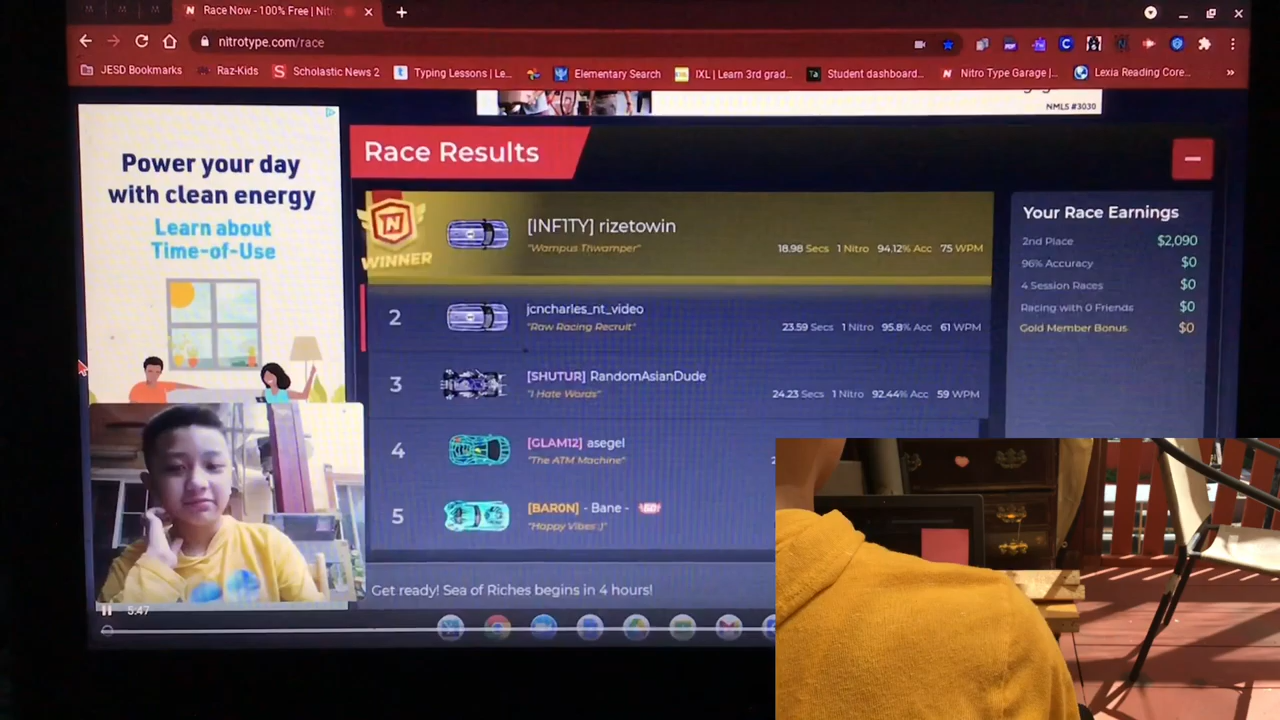 Race Now - 100% Free | Nit
nitrotype.com/race
JESD Bookmarks
Raz-Kids
Scholastic News 2
Typing Lessons | Le...
Elementary Search
IXL | Learn 3rd grad...
Student dashboard...
Nitro Type Garage |...
Lexia Reading Core...
»
NMLS #3030
Power your day
with clean energy
Learn about
Time-of-Use
Race Results
WINNER
[INF1TY] rizetowin
"Wampus Thwamper"
18.98 Secs 1 Nitro 94.12% Acc 75 WPM
2
jcncharles_nt_video
"Raw Racing Recruit"
23.59 Secs 1 Nitro 95.8% Acc 61 WPM
3
[SHUTUR] RandomAsianDude
"I Hate Words"
24.23 Secs 1 Nitro 92.44% Acc 59 WPM
4
[GLAM12] asegel
"The ATM Machine"
5
[BARON] - Bane -
"Happy Vibes:)"
Your Race Earnings
2nd Place $2,090
96% Accuracy $0
4 Session Races $0
Racing with 0 Friends $0
Gold Member Bonus $0
Get ready! Sea of Riches begins in 4 hours!
5:47